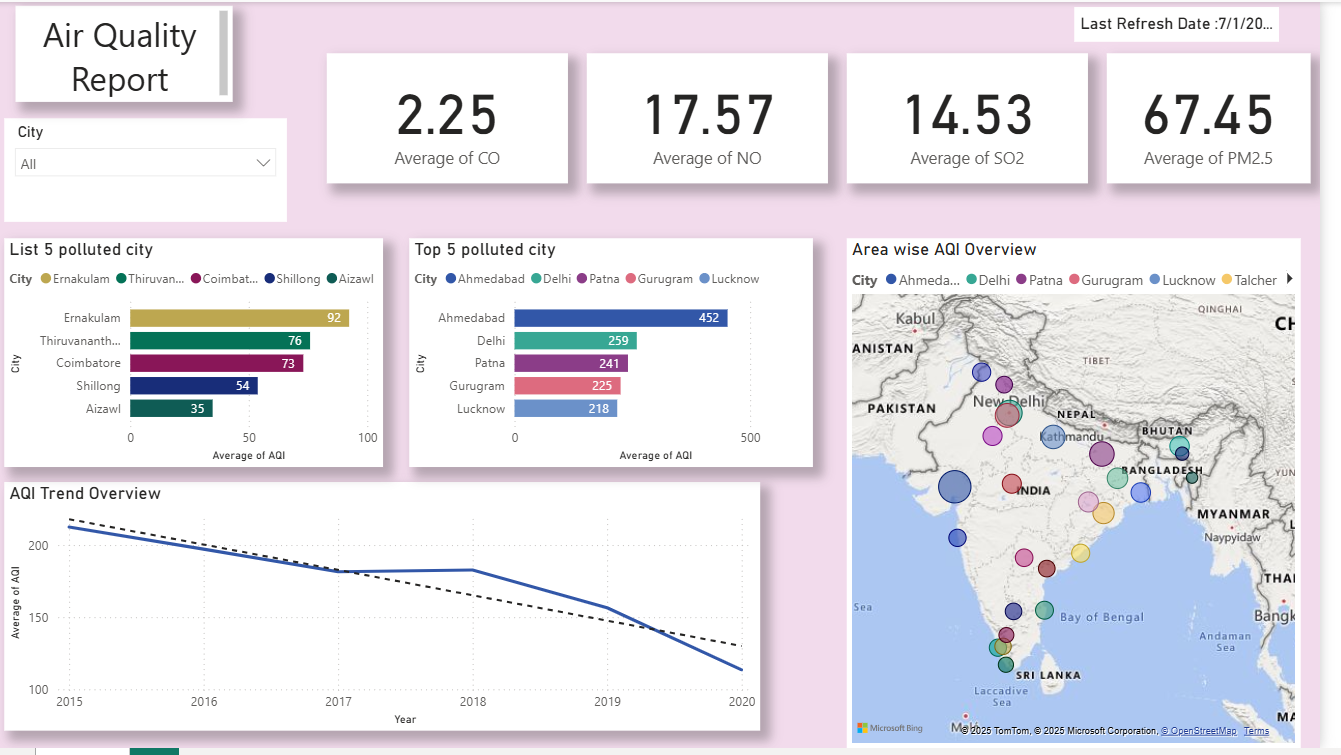 Air Quality
Report
Last Refresh Date :7/1/20...
City
All
2.25
Average of CO
17.57
Average of NO
14.53
Average of SO2
67.45
Average of PM2.5
List 5 polluted city
City Ernakulam Thiruvan... Coimbat... Shillong Aizawl
City
Ernakulam 92
Thiruvananth... 76
Coimbatore 73
Shillong 54
Aizawl 35
0 50 100
Average of AQI
Top 5 polluted city
City Ahmedabad Delhi Patna Gurugram Lucknow
City
Ahmedabad 452
Delhi 259
Patna 241
Gurugram 225
Lucknow 218
0 500
Average of AQI
Area wise AQI Overview
City Ahmeda... Delhi Patna Gurugram Lucknow Talcher
QINGHAI
Kabul
CH
ANISTAN
TIBET
PAKISTAN
New Delhi
NEPAL
Kathmandu
BHUTAN
BANGLADESH
YUN
INDIA
MYANMAR
Naypyidaw
THAI
Bangk
Sea
Bay of Bengal
Andaman
Sea
SRI LANKA
Laccadive
Sea
MA
Microsoft Bing
© 2025 TomTom, © 2025 Microsoft Corporation, © OpenStreetMap Terms
AQI Trend Overview
Average of AQI
200
150
100
2015 2016 2017 2018 2019 2020
Year